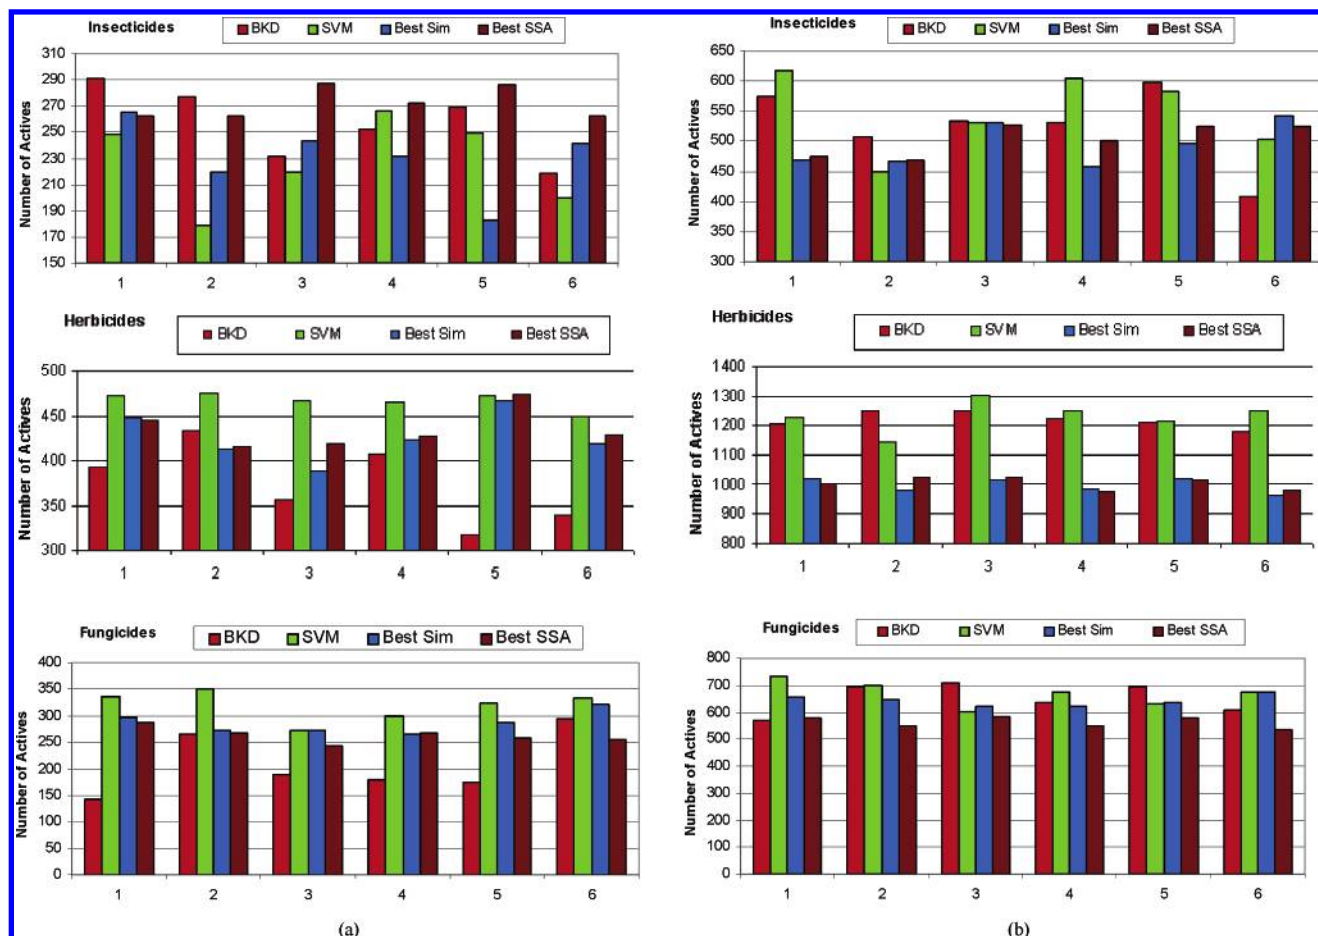 Insecticides
BKD SVM Best Sim Best SSA
Number of Actives
310
290
270
250
230
210
190
170
150
1 2 3 4 5 6
Herbicides
BKD SVM Best Sim Best SSA
Number of Actives
500
450
400
350
300
1 2 3 4 5 6
Fungicides
BKD SVM Best Sim Best SSA
Number of Actives
400
350
300
250
200
150
100
50
0
1 2 3 4 5 6
(a)
Insecticides
BKD SVM Best Sim Best SSA
Number of Actives
650
600
550
500
450
400
350
300
1 2 3 4 5 6
Herbicides
BKD SVM Best Sim Best SSA
Number of Actives
1400
1300
1200
1100
1000
900
800
1 2 3 4 5 6
Fungicides
BKD SVM Best Sim Best SSA
Number of Actives
800
700
600
500
400
300
200
100
0
1 2 3 4 5 6
(b)